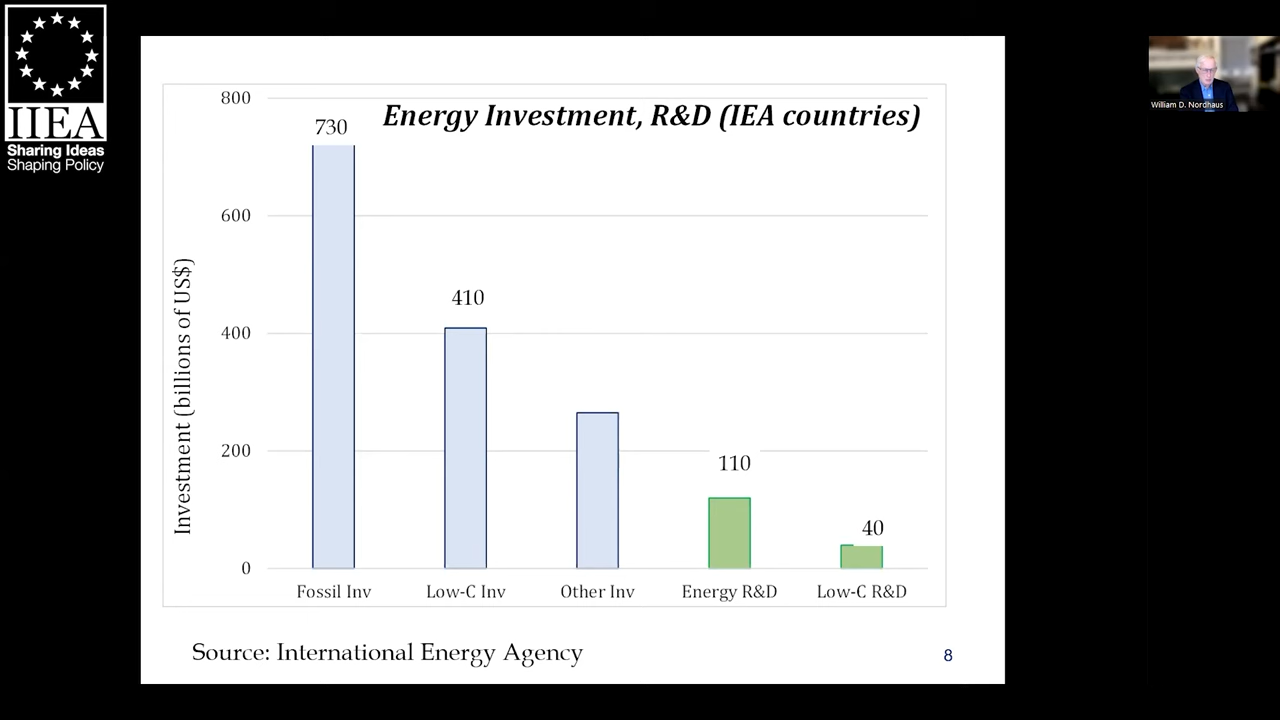 IIEA
Sharing Ideas
Shaping Policy
Energy Investment, R&D (IEA countries)
Investment (billions of US$)
800
600
400
200
0
730
410
110
40
Fossil Inv
Low-C Inv
Other Inv
Energy R&D
Low-C R&D
Source: International Energy Agency
8
William D. Nordhaus